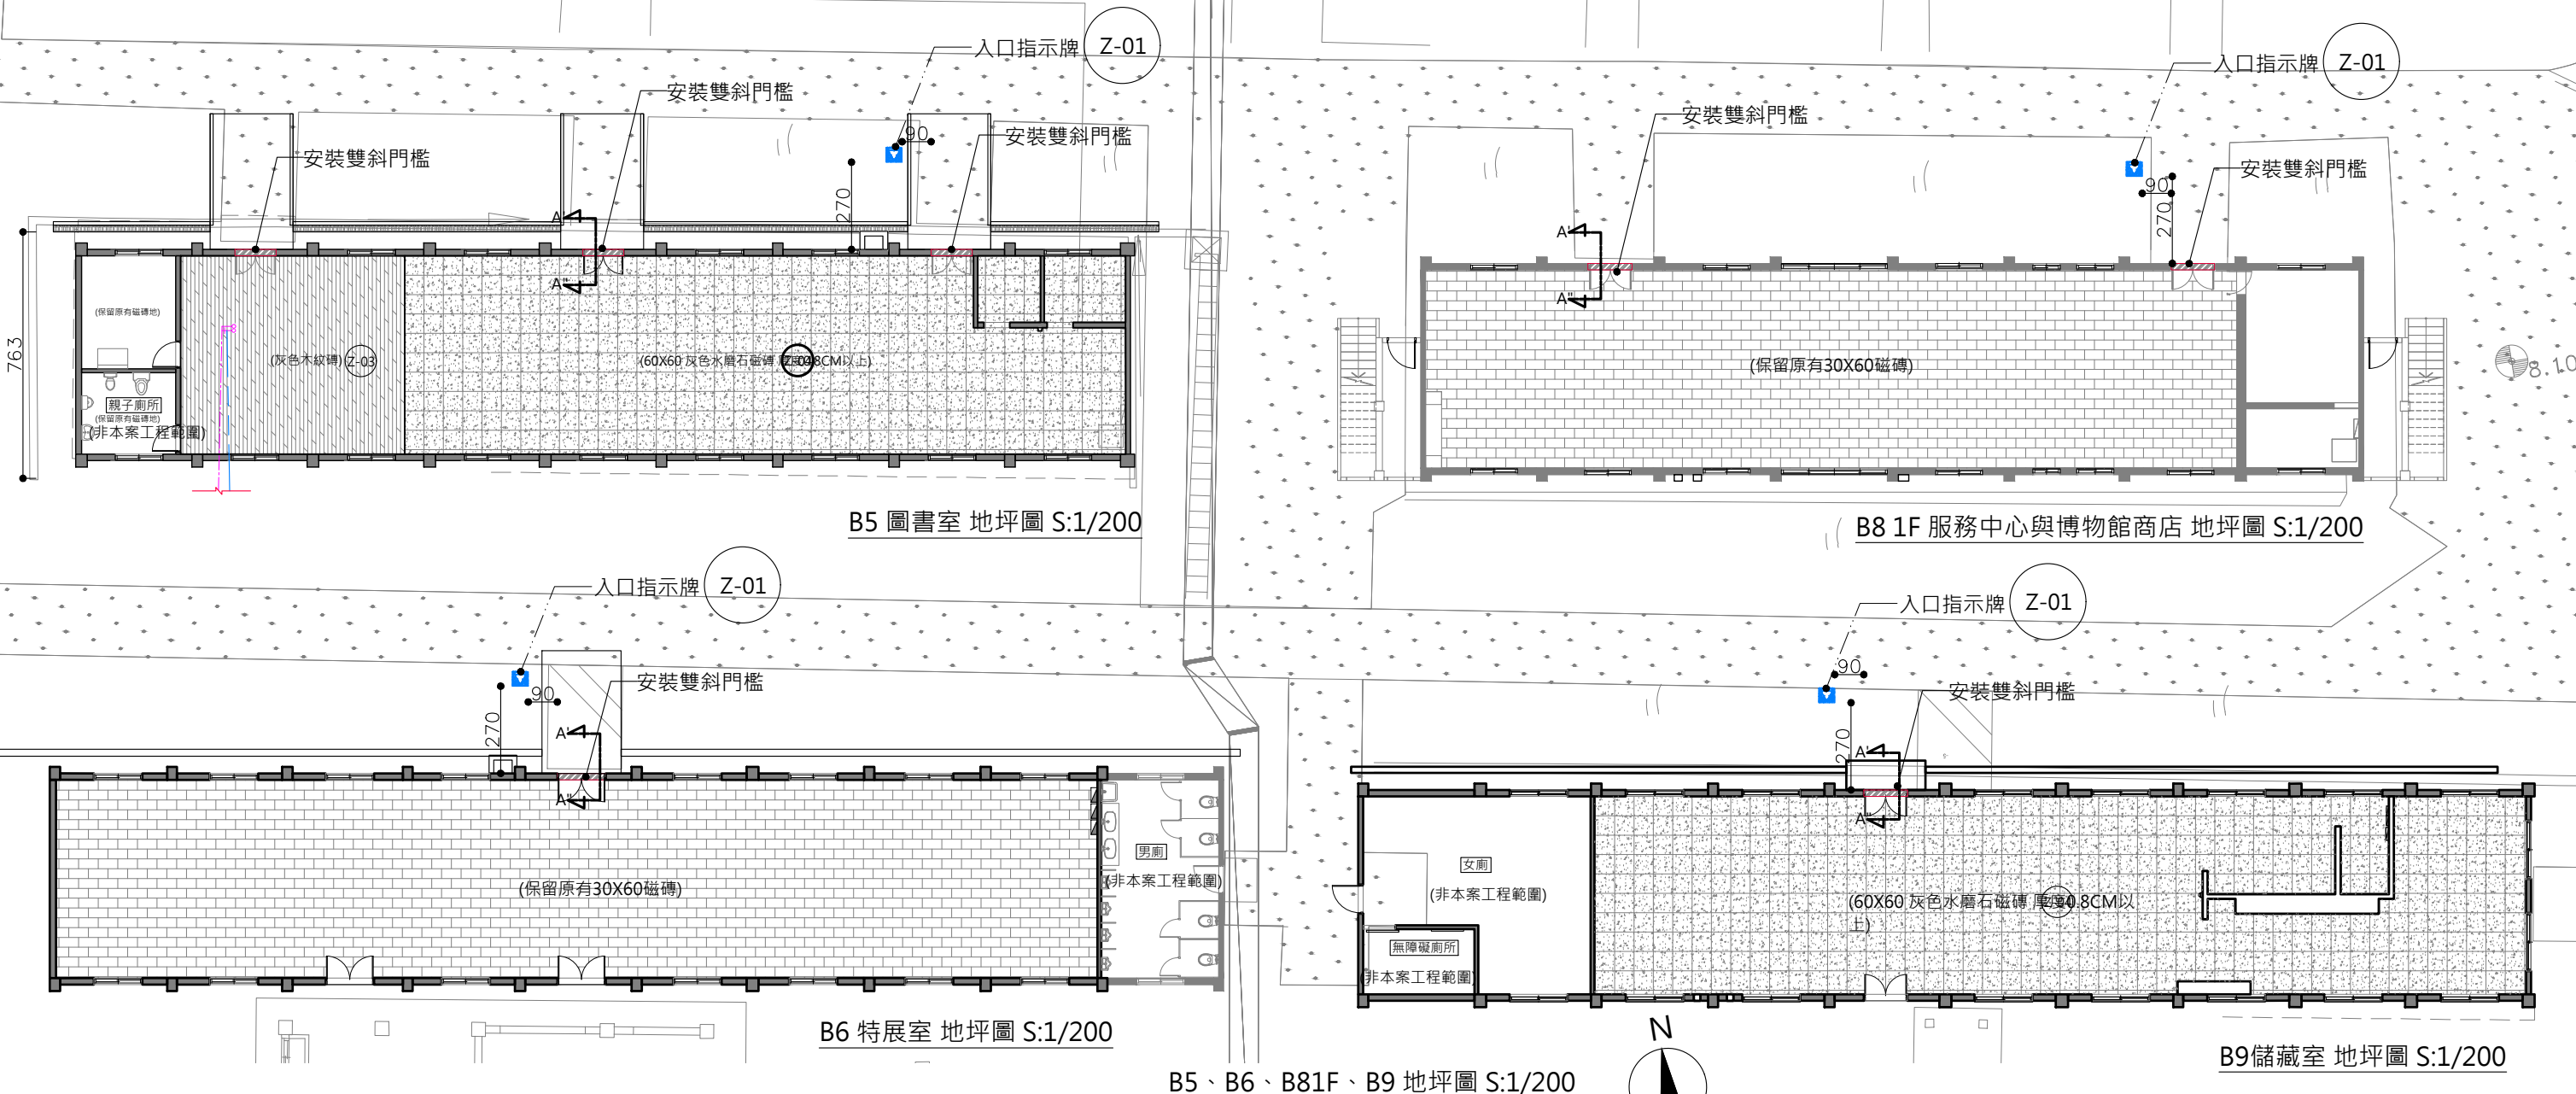 入口指示牌 Z-01
安裝雙斜門檻
安裝雙斜門檻
90
安裝雙斜門檻
270
A'
A"
763
(保留原有磁磚地)
(灰色木紋磚) Z-03
(60X60 灰色水磨石磁磚 0.8CM以上)
親子廁所
(保留原有磁磚地)
(非本案工程範圍)
B5 圖書室 地坪圖 S:1/200
入口指示牌 Z-01
安裝雙斜門檻
安裝雙斜門檻
90
270
A'
A"
(保留原有30X60磁磚)
8.10
B8 1F 服務中心與博物館商店 地坪圖 S:1/200
入口指示牌 Z-01
安裝雙斜門檻
90
270
A'
A"
(保留原有30X60磁磚)
男廁
(非本案工程範圍)
B6 特展室 地坪圖 S:1/200
入口指示牌 Z-01
90
安裝雙斜門檻
270
A'
A"
女廁
(非本案工程範圍)
(60X60 灰色水磨石磁磚 厚度0.8CM以
上)
無障礙廁所
(非本案工程範圍)
B9儲藏室 地坪圖 S:1/200
N
B5、B6、B81F、B9 地坪圖 S:1/200